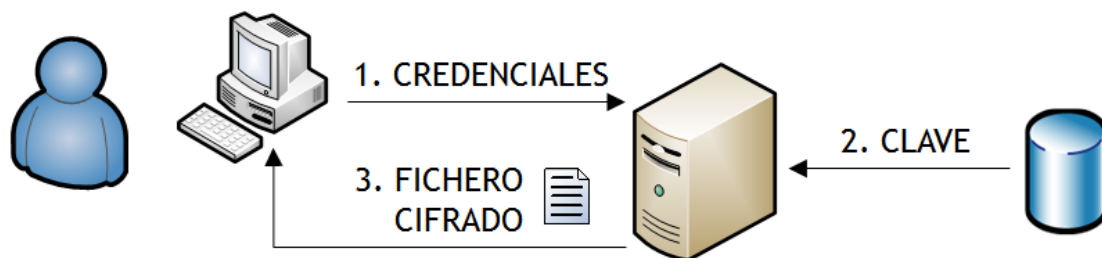 1. CREDENCIALES
2. CLAVE
3. FICHERO
CIFRADO